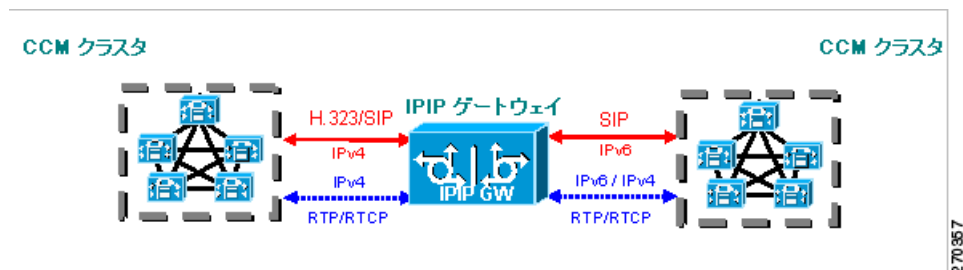 CCM クラスタ
CCM クラスタ
IPIP ゲートウェイ
H.323/SIP
SIP
IPv4
IPv6
IPv4
IPv6 / IPv4
IPIP GW
RTP/RTCP
RTP/RTCP
270357